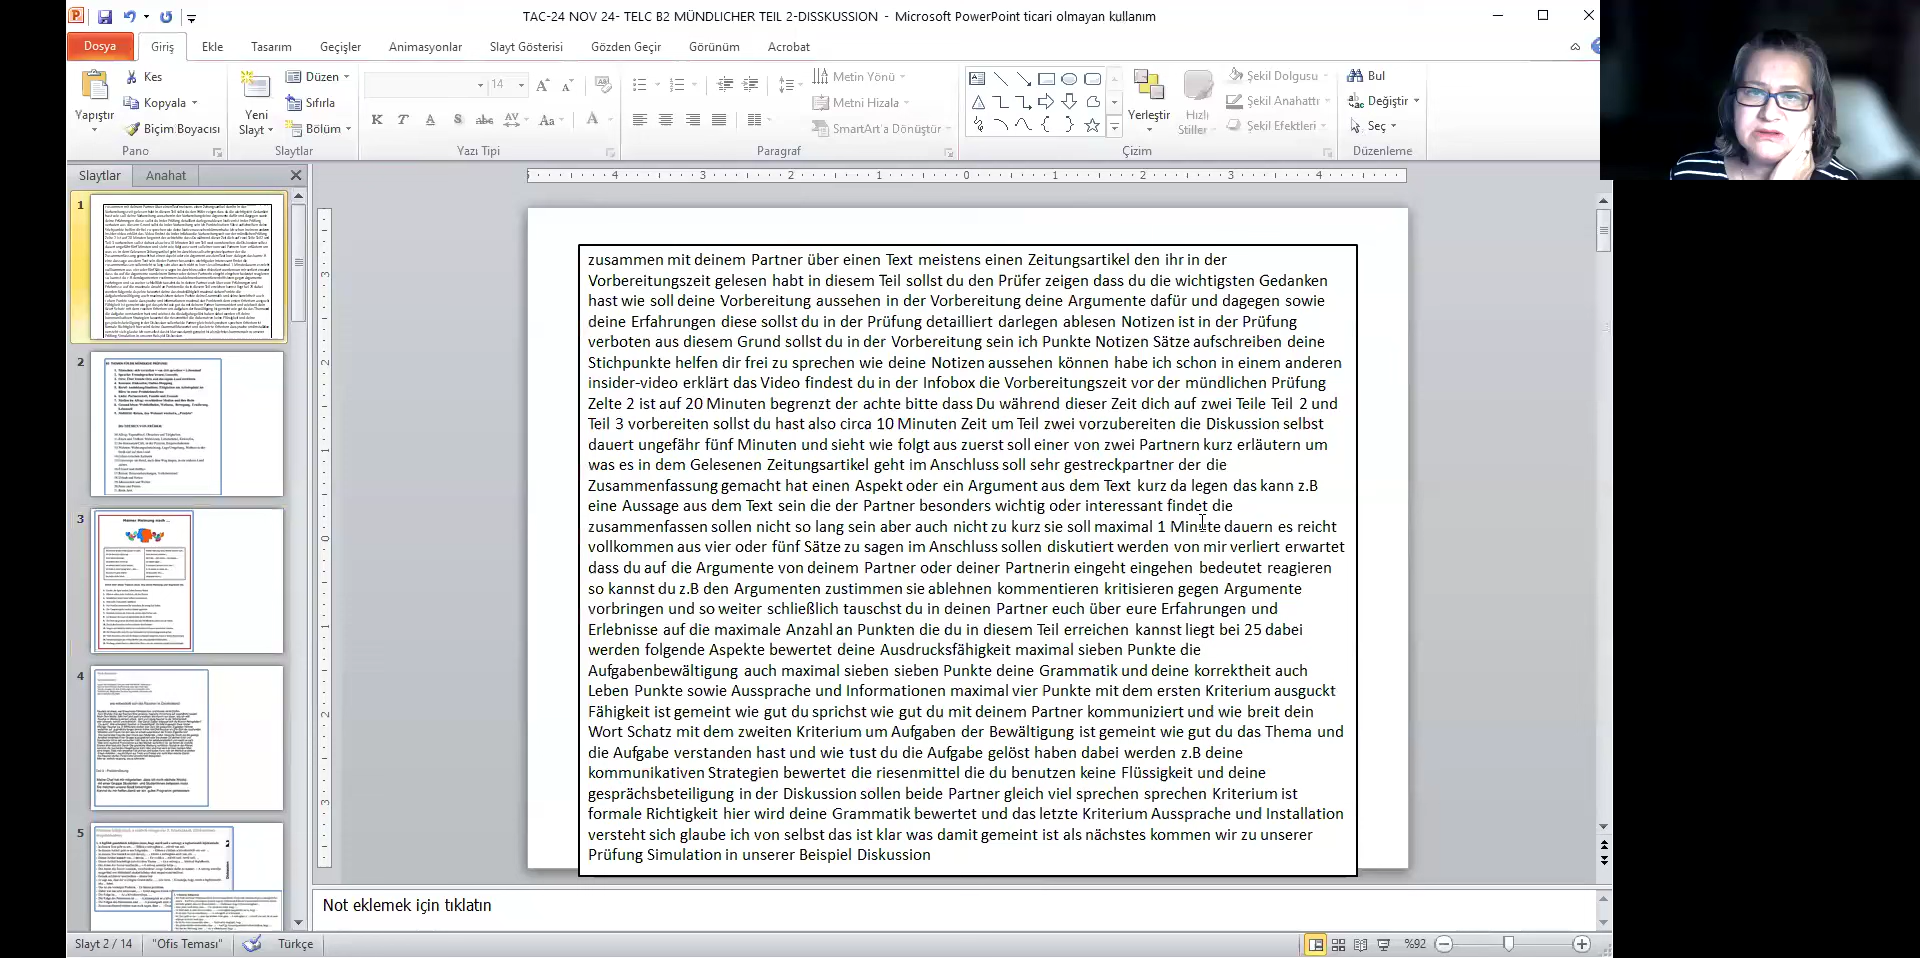 TAC-24 NOV 24- TELC B2 MÜNDLICHER TEIL 2-DISSKUSSION - Microsoft PowerPoint ticari olmayan kullanım
Dosya Giriş Ekle Tasarım Geçişler Animasyonlar Slayt Gösterisi Gözden Geçir Görünüm Acrobat
Yapıştır
Kes
Kopyala
Biçim Boyacısı
Pano
Yeni
Slayt
Düzen
Sıfırla
Bölüm
Slaytlar
14
Yazı Tipi
Metin Yönü
Metni Hizala
SmartArt'a Dönüştür
Paragraf
Yerleştir
Hızlı
Stiller
Şekil Dolgusu
Şekil Anahattı
Şekil Efektleri
Çizim
Bul
Değiştir
Seç
Düzenleme
Slaytlar Anahat
1
2
3
4
5
zusammen mit deinem Partner über einen Text meistens einen Zeitungsartikel den ihr in der
Vorbereitungszeit gelesen habt in diesem Teil sollst du den Prüfer zeigen dass du die wichtigsten Gedanken
hast wie soll deine Vorbereitung aussehen in der Vorbereitung deine Argumente dafür und dagegen sowie
deine Erfahrungen diese sollst du in der Prüfung detailliert darlegen ablesen Notizen ist in der Prüfung
verboten aus diesem Grund sollst du in der Vorbereitung sein ich Punkte Notizen Sätze aufschreiben deine
Stichpunkte helfen dir frei zu sprechen wie deine Notizen aussehen können habe ich schon in einem anderen
insider-video erklärt das Video findest du in der Infobox die Vorbereitungszeit vor der mündlichen Prüfung
Zelte 2 ist auf 20 Minuten begrenzt der achte bitte dass Du während dieser Zeit dich auf zwei Teile Teil 2 und
Teil 3 vorbereiten sollst du hast also circa 10 Minuten Zeit um Teil zwei vorzubereiten die Diskussion selbst
dauert ungefähr fünf Minuten und sieht wie folgt aus zuerst soll einer von zwei Partnern kurz erläutern um
was es in dem Gelesenen Zeitungsartikel geht im Anschluss soll sehr gestreckpartner der die
Zusammenfassung gemacht hat einen Aspekt oder ein Argument aus dem Text kurz da legen das kann z.B
eine Aussage aus dem Text sein die der Partner besonders wichtig oder interessant findet die
zusammenfassen sollen nicht so lang sein aber auch nicht zu kurz sie soll maximal 1 Minute dauern es reicht
vollkommen aus vier oder fünf Sätze zu sagen im Anschluss sollen diskutiert werden von mir verliert erwartet
dass du auf die Argumente von deinem Partner oder deiner Partnerin eingeht eingehen bedeutet reagieren
so kannst du z.B den Argumenten zustimmen sie ablehnen kommentieren kritisieren gegen Argumente
vorbringen und so weiter schließlich tauschst du in deinen Partner euch über eure Erfahrungen und
Erlebnisse auf die maximale Anzahl an Punkten die du in diesem Teil erreichen kannst liegt bei 25 dabei
werden folgende Aspekte bewertet deine Ausdrucksfähigkeit maximal sieben Punkte die
Aufgabenbewältigung auch maximal sieben sieben Punkte deine Grammatik und deine korrektheit auch
Leben Punkte sowie Aussprache und Informationen maximal vier Punkte mit dem ersten Kriterium ausguckt
Fähigkeit ist gemeint wie gut du sprichst wie gut du mit deinem Partner kommuniziert und wie breit dein
Wort Schatz mit dem zweiten Kriterium um Aufgaben der Bewältigung ist gemeint wie gut du das Thema und
die Aufgabe verstanden hast und wie tust du die Aufgabe gelöst haben dabei werden z.B deine
kommunikativen Strategien bewertet die riesenmittel die du benutzen keine Flüssigkeit und deine
gesprächsbeteiligung in der Diskussion sollen beide Partner gleich viel sprechen sprechen Kriterium ist
formale Richtigkeit hier wird deine Grammatik bewertet und das letzte Kriterium Aussprache und Installation
versteht sich glaube ich von selbst das ist klar was damit gemeint ist als nächstes kommen wir zu unserer
Prüfung Simulation in unserer Beispiel Diskussion
Not eklemek için tıklatın
Slayt 2 / 14 "Ofis Teması" Türkçe %92